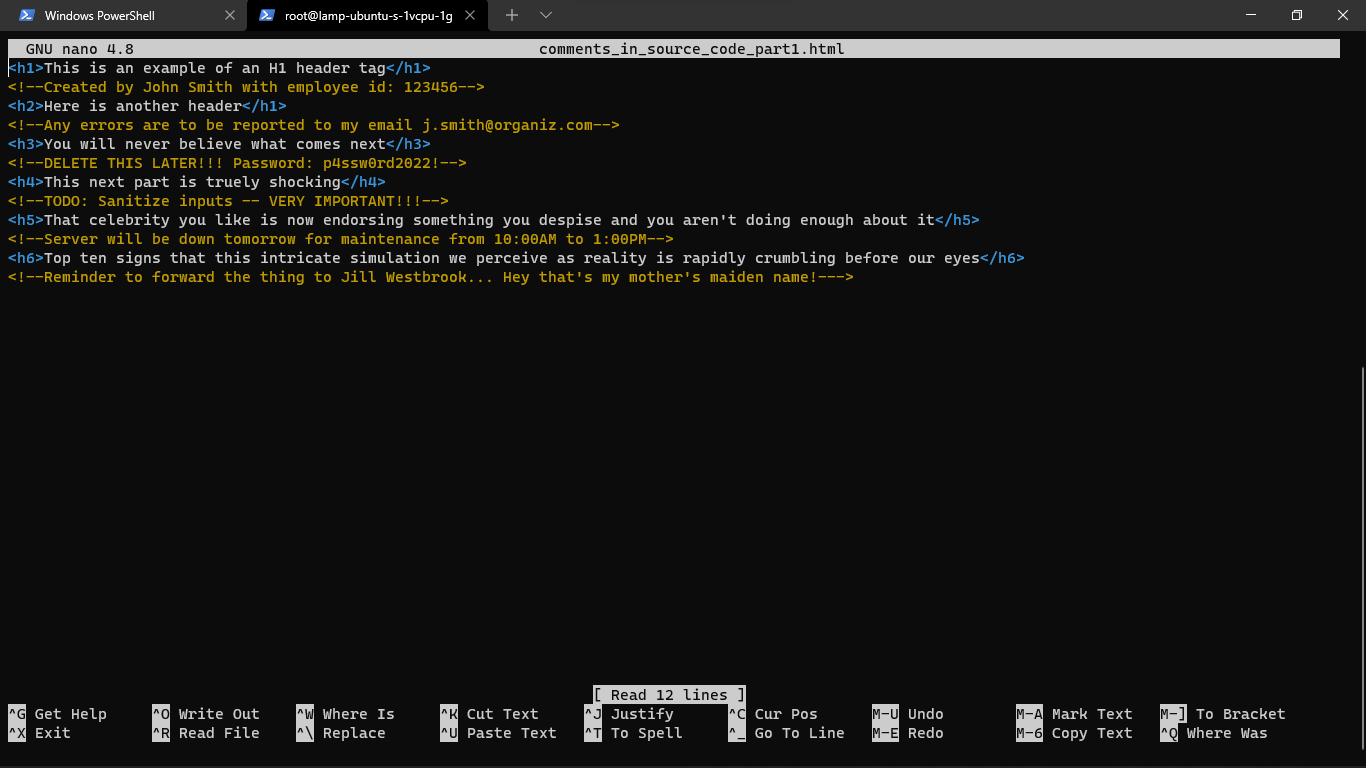 Windows PowerShell
root@lamp-ubuntu-s-1vcpu-1g
GNU nano 4.8 comments_in_source_code_part1.html
<h1>This is an example of an H1 header tag</h1>
<!--Created by John Smith with employee id: 123456-->
<h2>Here is another header</h1>
<!--Any errors are to be reported to my email j.smith@organiz.com-->
<h3>You will never believe what comes next</h3>
<!--DELETE THIS LATER!!! Password: p4ssw0rd2022!-->
<h4>This next part is truely shocking</h4>
<!--TODO: Sanitize inputs -- VERY IMPORTANT!!!-->
<h5>That celebrity you like is now endorsing something you despise and you aren't doing enough about it</h5>
<!--Server will be down tomorrow for maintenance from 10:00AM to 1:00PM-->
<h6>Top ten signs that this intricate simulation we perceive as reality is rapidly crumbling before our eyes</h6>
<!--Reminder to forward the thing to Jill Westbrook... Hey that's my mother's maiden name!--->
[ Read 12 lines ]
^G Get Help ^O Write Out ^W Where Is ^K Cut Text ^J Justify ^C Cur Pos M-U Undo M-A Mark Text M-] To Bracket
^X Exit ^R Read File ^\ Replace ^U Paste Text ^T To Spell ^_ Go To Line M-E Redo M-6 Copy Text ^Q Where Was